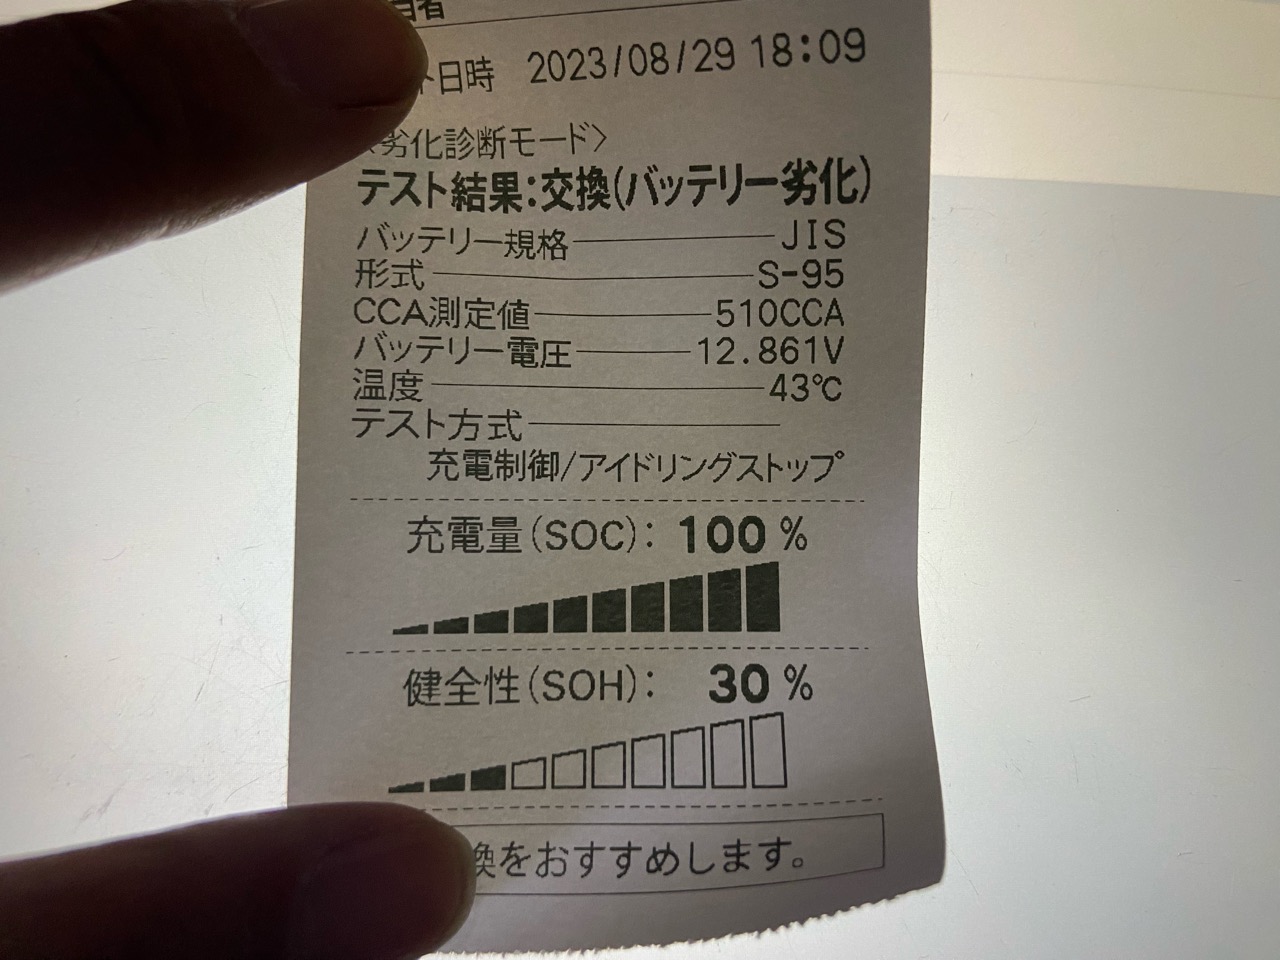 日時 2023/08/29 18:09
劣化診断モード〉
テスト結果:交換(バッテリー劣化)
バッテリー規格 JIS
形式 S-95
CCA測定値 510CCA
バッテリー電圧 12.861V
温度 43℃
テスト方式
充電制御/アイドリングストップ
充電量(SOC): 100 %
健全性(SOH): 30 %
換をおすすめします。